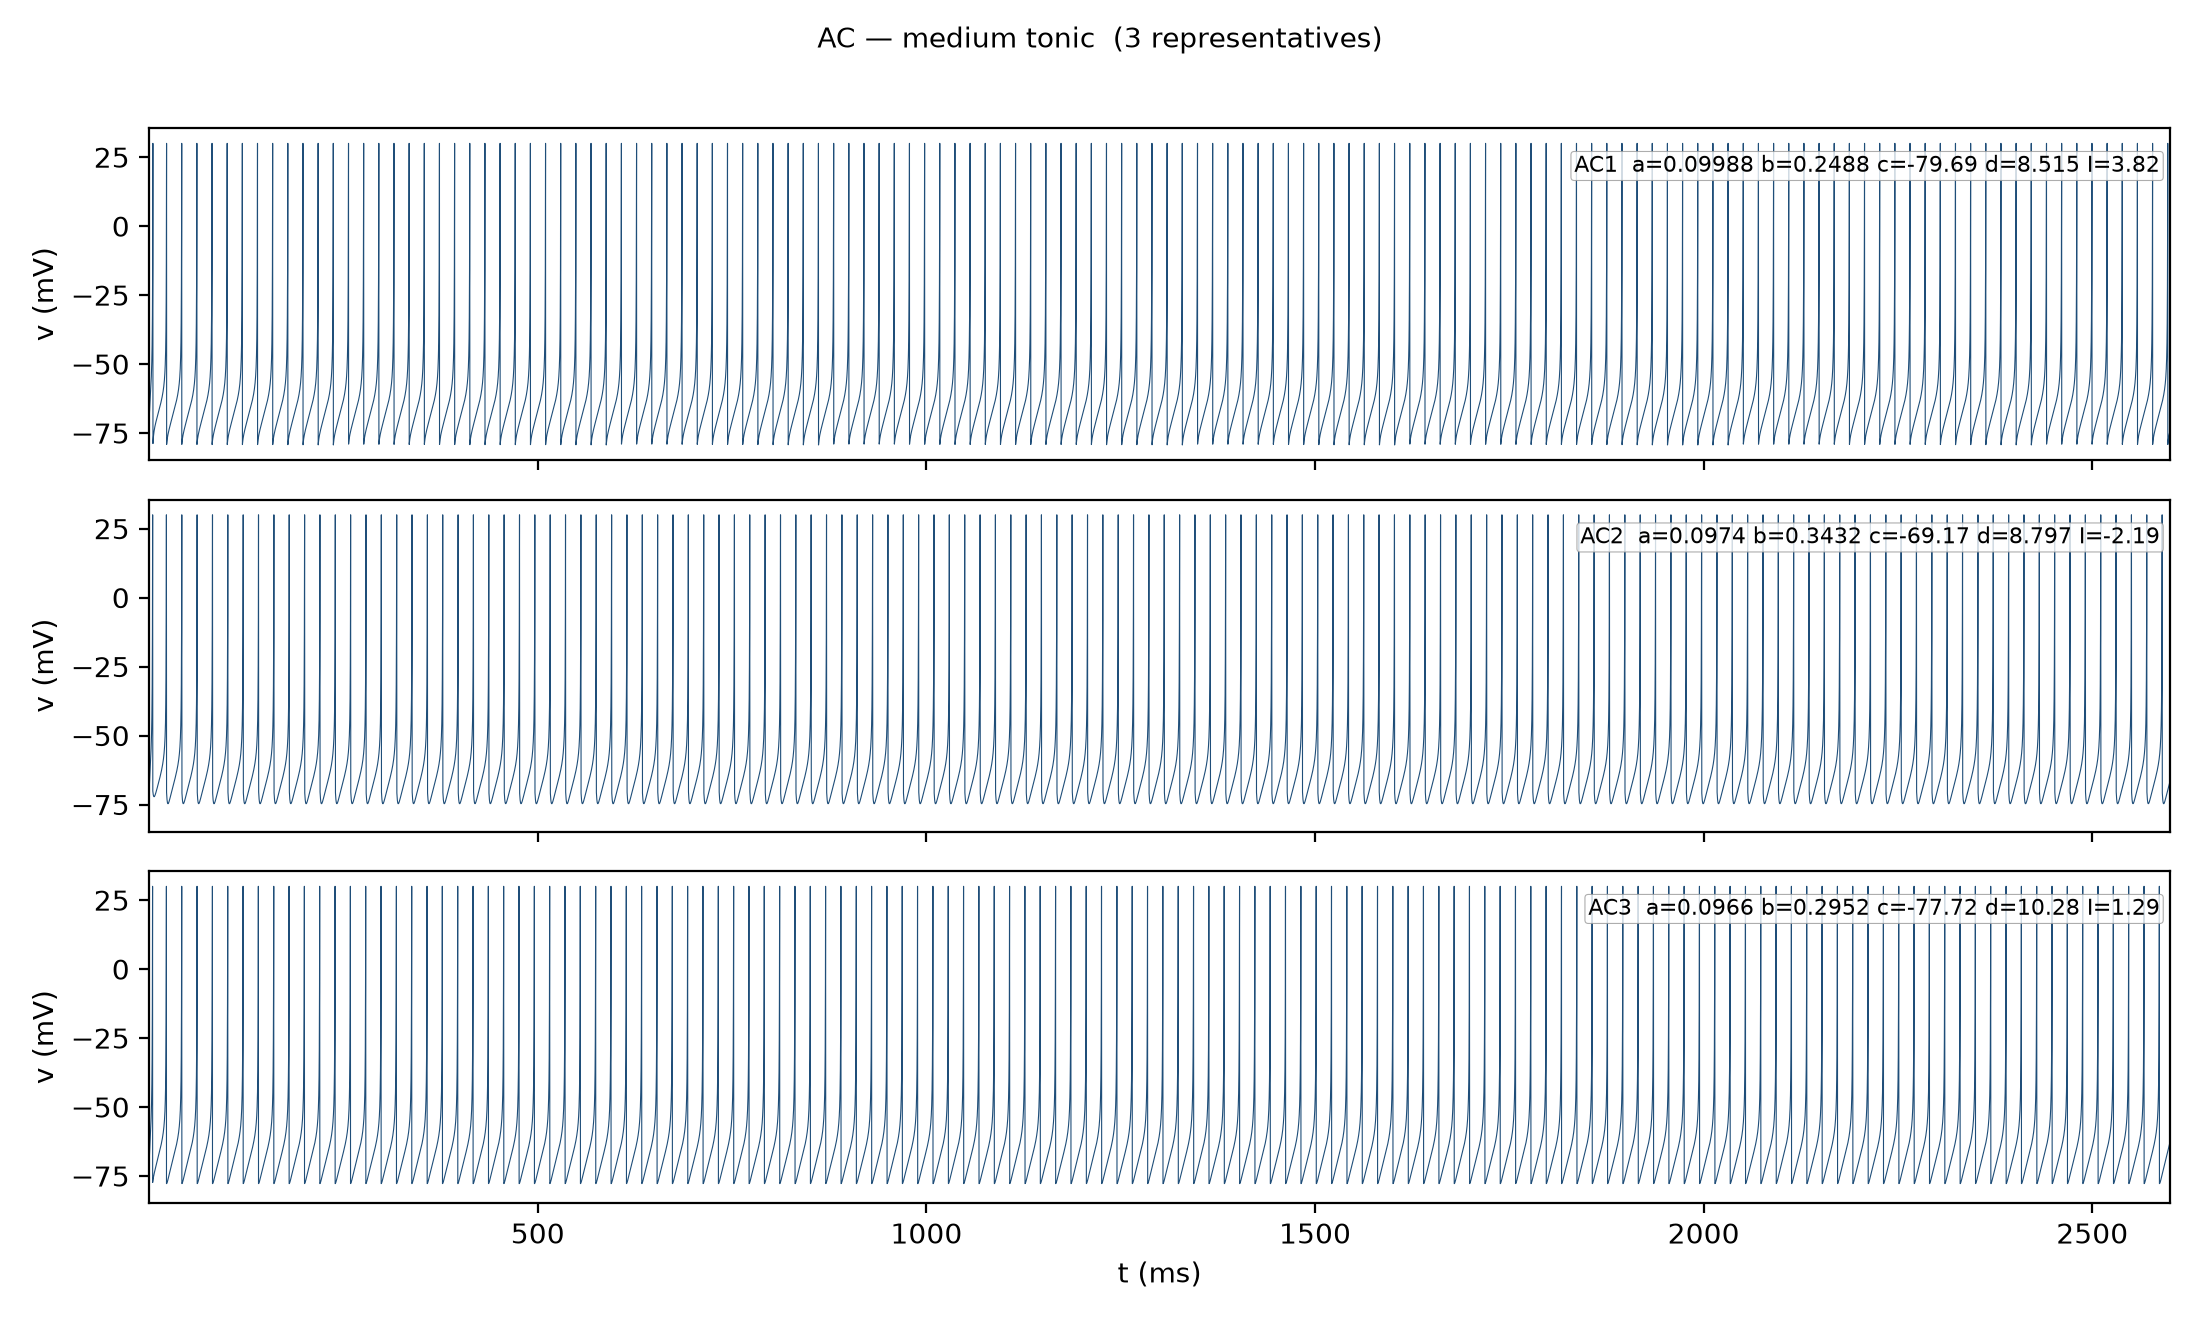 AC — medium tonic  (3 representatives)
25
0
−25
−50
−75
v (mV)
AC1  a=0.09988 b=0.2488 c=-79.69 d=8.515 I=3.82
25
0
−25
−50
−75
v (mV)
AC2  a=0.0974 b=0.3432 c=-69.17 d=8.797 I=-2.19
25
0
−25
−50
−75
v (mV)
AC3  a=0.0966 b=0.2952 c=-77.72 d=10.28 I=1.29
500 1000 1500 2000 2500
t (ms)